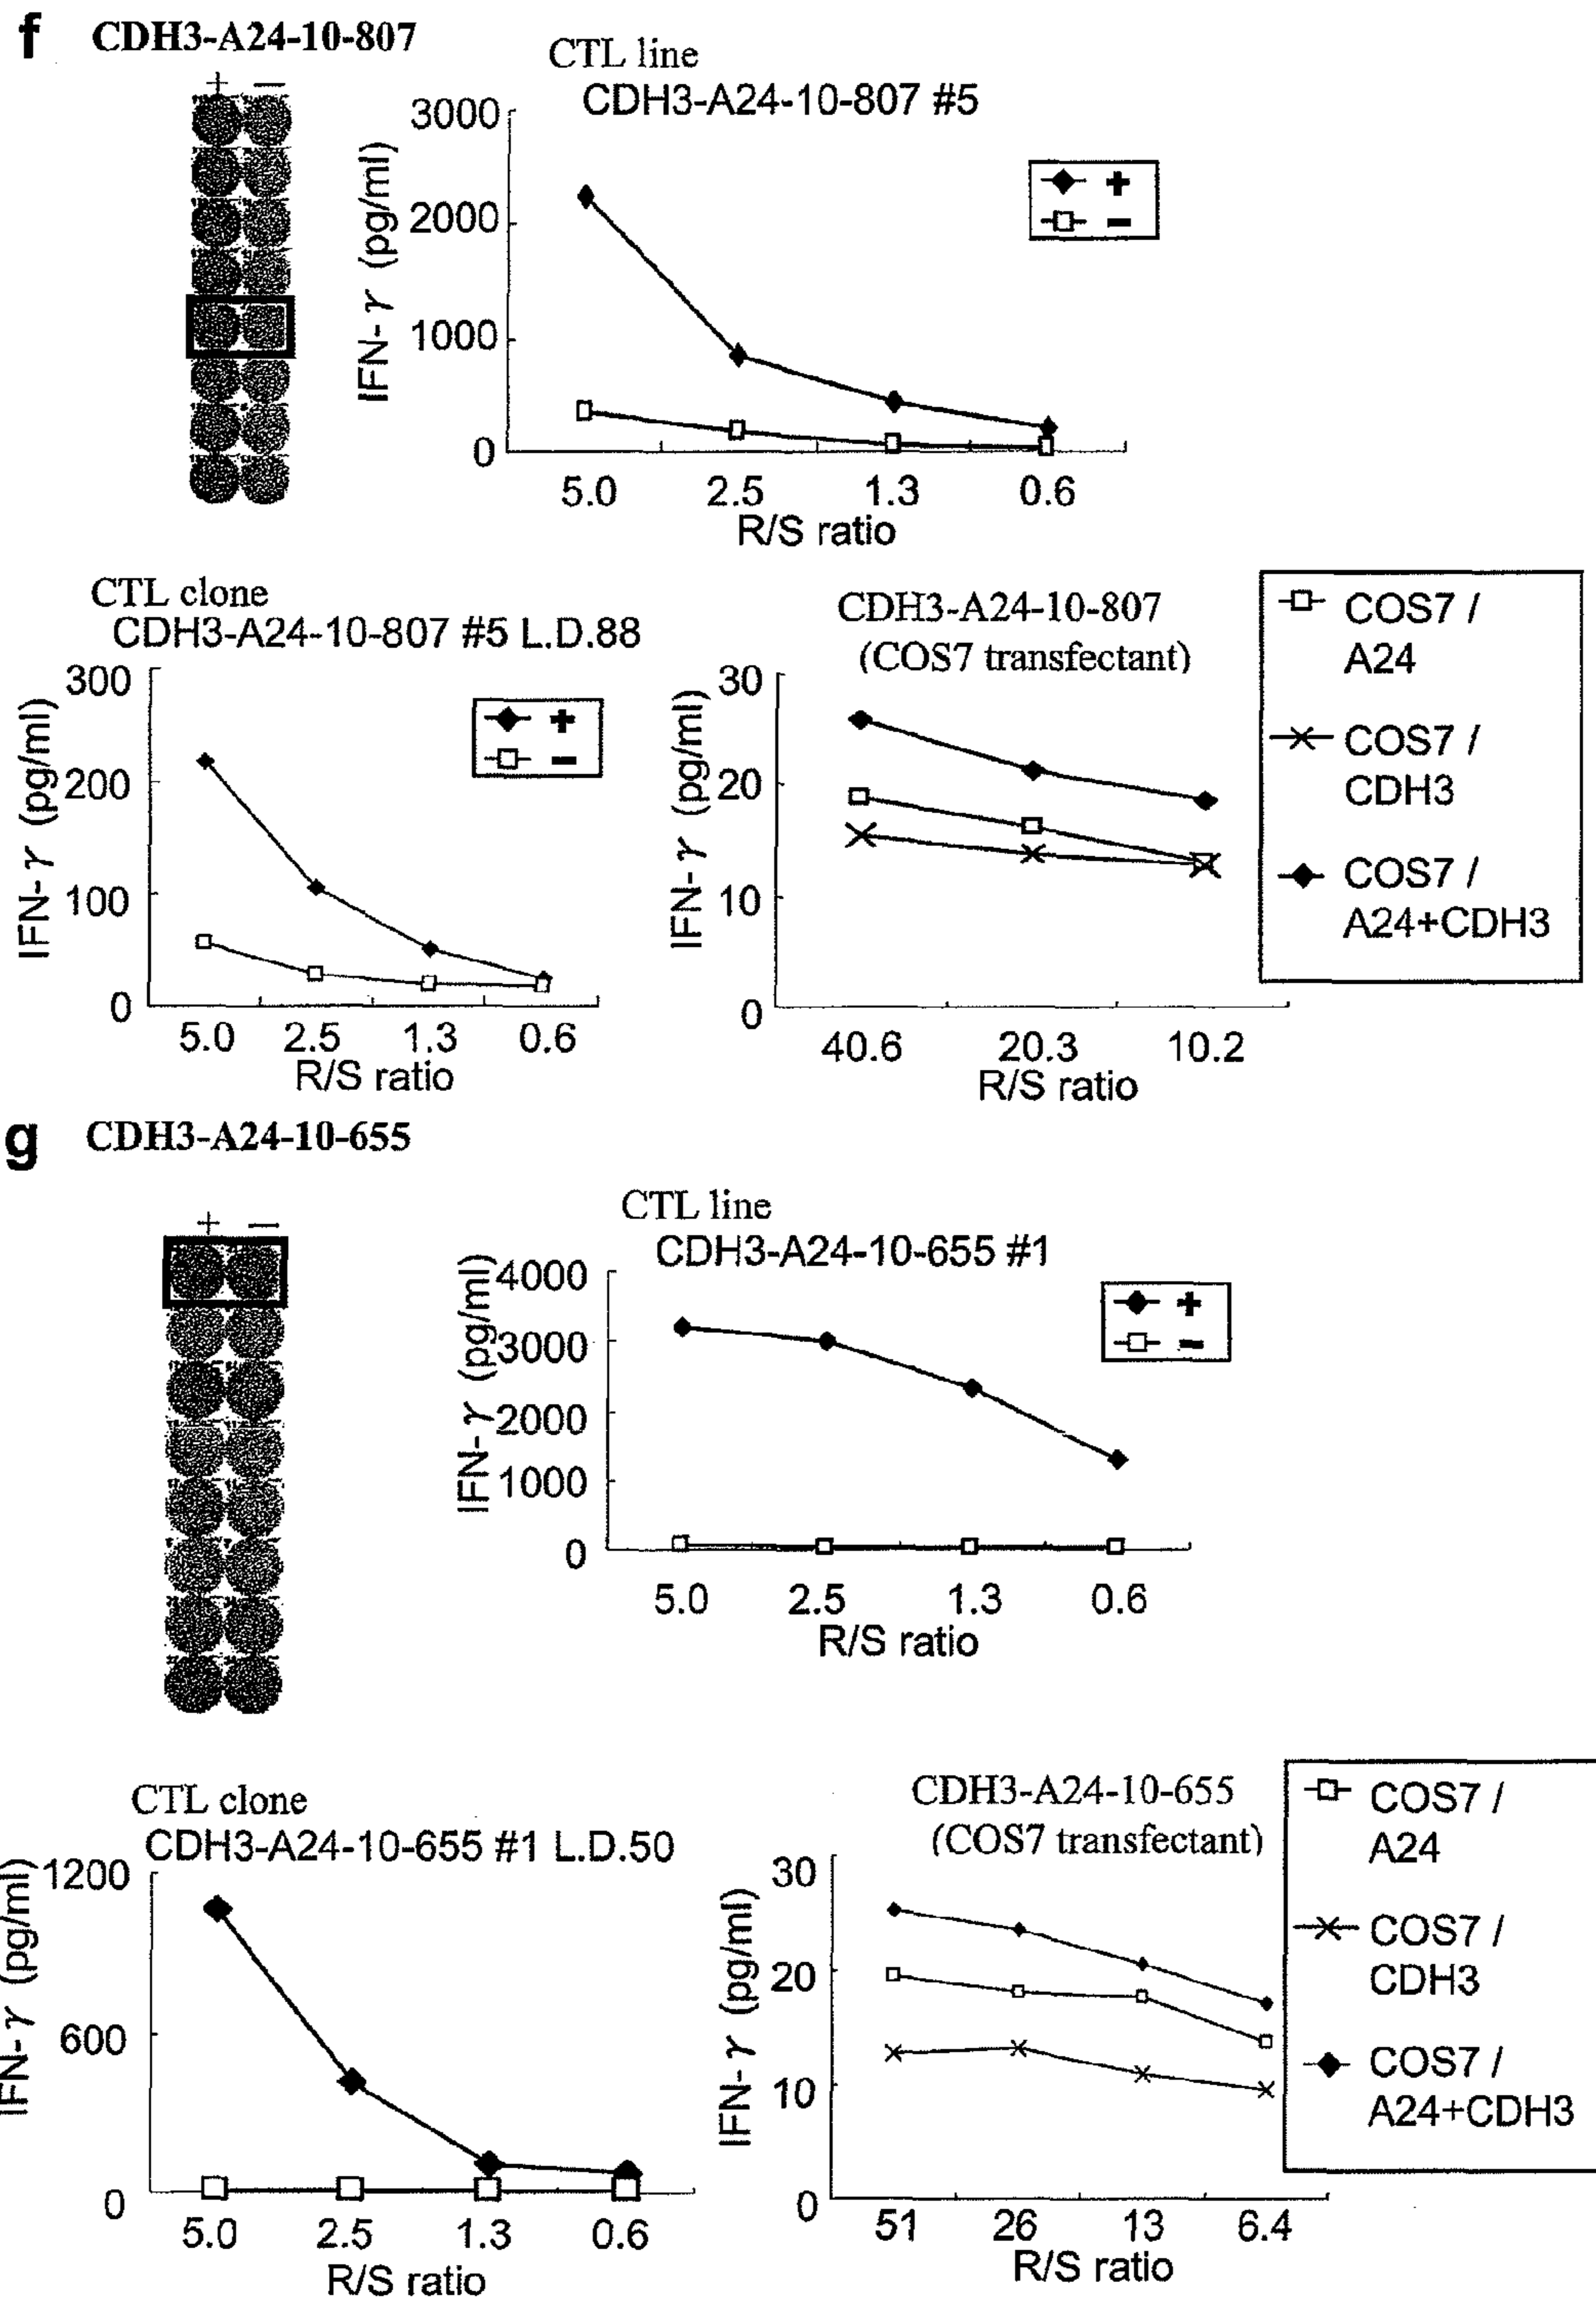 f CDH3-A24-10-807
+ −
CTL line
CDH3-A24-10-807 #5
IFN-γ (pg/ml)
3000
2000
1000
0
5.0 2.5 1.3 0.6
R/S ratio
+
−
CTL clone
CDH3-A24-10-807 #5 L.D.88
IFN-γ (pg/ml)
300
200
100
0
5.0 2.5 1.3 0.6
R/S ratio
+
−
CDH3-A24-10-807
(COS7 transfectant)
IFN-γ (pg/ml)
30
20
10
0
40.6 20.3 10.2
R/S ratio
COS7 /
A24
COS7 /
CDH3
COS7 /
A24+CDH3
g CDH3-A24-10-655
+ −
CTL line
CDH3-A24-10-655 #1
IFN-γ (pg/ml)
4000
3000
2000
1000
0
5.0 2.5 1.3 0.6
R/S ratio
+
−
CTL clone
CDH3-A24-10-655 #1 L.D.50
IFN-γ (pg/ml)
1200
600
0
5.0 2.5 1.3 0.6
R/S ratio
CDH3-A24-10-655
(COS7 transfectant)
IFN-γ (pg/ml)
30
20
10
0
51 26 13 6.4
R/S ratio
COS7 /
A24
COS7 /
CDH3
COS7 /
A24+CDH3